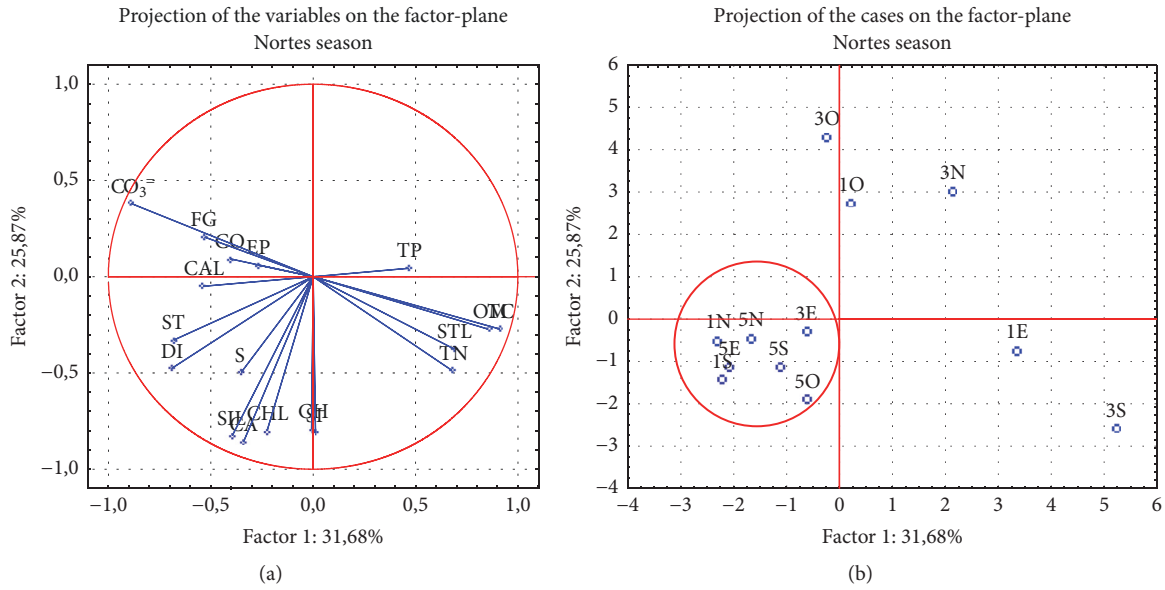 Projection of the variables on the factor-plane
Nortes season
1,0
0,5
0,0
−0,5
−1,0
Factor 2: 25,87%
CO₃⁼
FG
CO
EP
CAL
TP
ST
DI
S
OM
TC
STL
TN
SIL
CA
CHL
−1,0
−0,5
0,0
0,5
1,0
Factor 1: 31,68%
(a)
Projection of the cases on the factor-plane
Nortes season
6
5
4
3
2
1
0
−1
−2
−3
−4
Factor 2: 25,87%
3O
1O
3N
1N
5N
3E
5E
1S
5S
5O
1E
3S
−4
−3
−2
−1
0
1
2
3
4
5
6
Factor 1: 31,68%
(b)